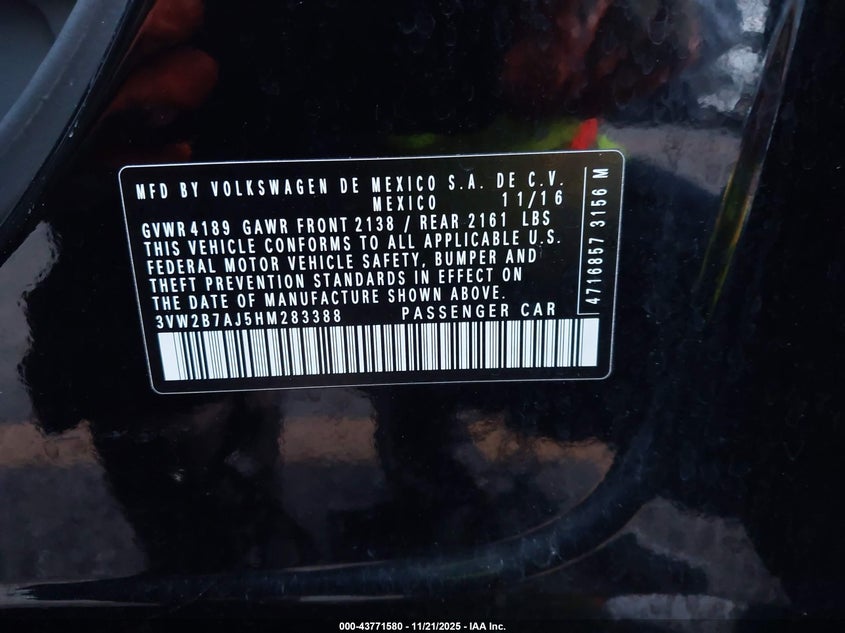 MFD BY VOLKSWAGEN DE MEXICO S.A. DE C.V.
MEXICO 11/16
GVWR 4189 GAWR FRONT 2138 / REAR 2161 LBS
THIS VEHICLE CONFORMS TO ALL APPLICABLE U.S.
FEDERAL MOTOR VEHICLE SAFETY, BUMPER AND
THEFT PREVENTION STANDARDS IN EFFECT ON
THE DATE OF MANUFACTURE SHOWN ABOVE.
3VW2B7AJ5HM283388 PASSENGER CAR
4716857 3156 M
000-43771580 - 11/21/2025 - IAA Inc.